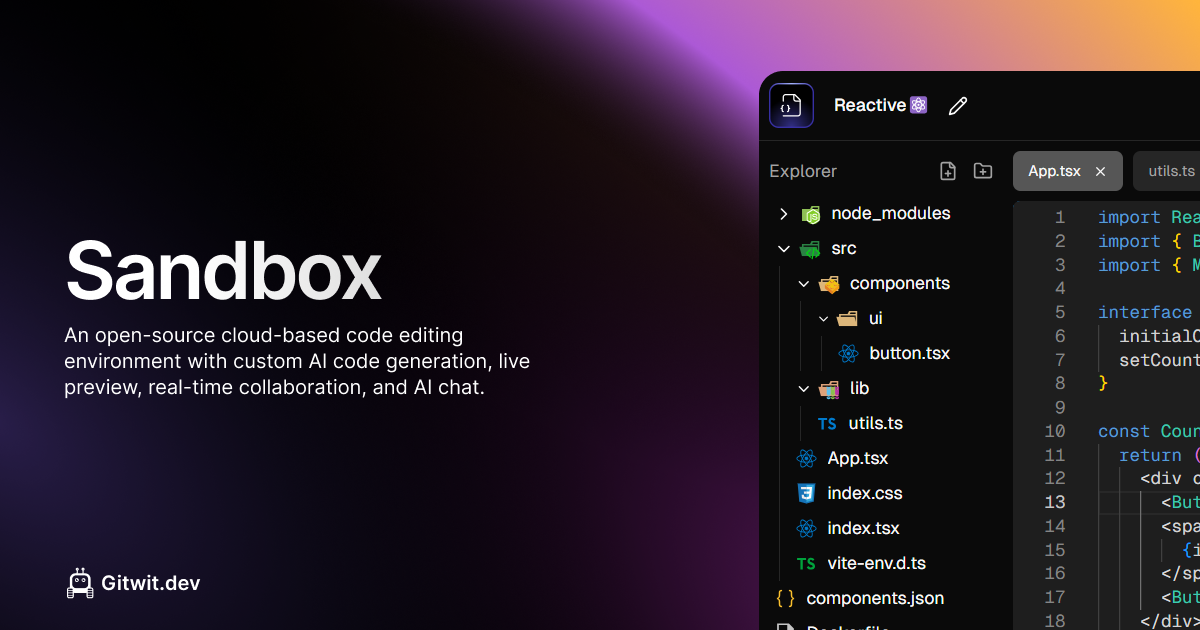 Sandbox
An open-source cloud-based code editing
environment with custom AI code generation, live
preview, real-time collaboration, and AI chat.
Gitwit.dev
Reactive
Explorer
node_modules
src
components
ui
button.tsx
lib
TS utils.ts
App.tsx
index.css
index.tsx
TS vite-env.d.ts
{ } components.json
App.tsx
utils.ts
1 import
2 import {
3 import {
4
5 interface
6
7
8 }
9
10 const
11 return (
12 <div
13
14
15 {
16
17
18 </div>